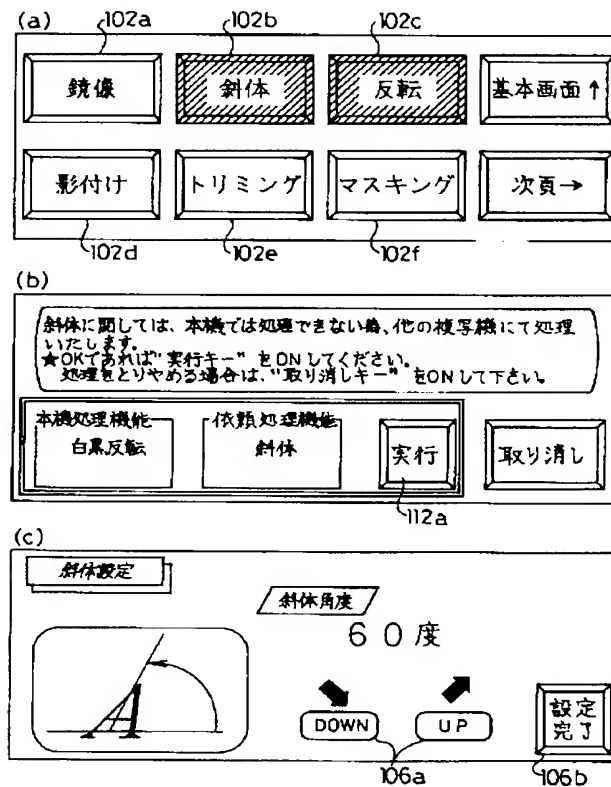 (a)
102a 102b 102c
鏡像 斜体 反転 基本画面↑
影付け トリミング マスキング 次頁→
102d 102e 102f
(b)
斜体に関しては、本機では処理できない為、他の複写機にて処理
いたします。
★OKであれば"実行キー"をONしてください。
処理をとりやめる場合は、"取り消しキー"をONして下さい。
本機処理機能 依頼処理機能
白黒反転 斜体 実行 取り消し
112a
(c)
斜体設定
斜体角度
60度
DOWN UP 設定
完了
106a 106b